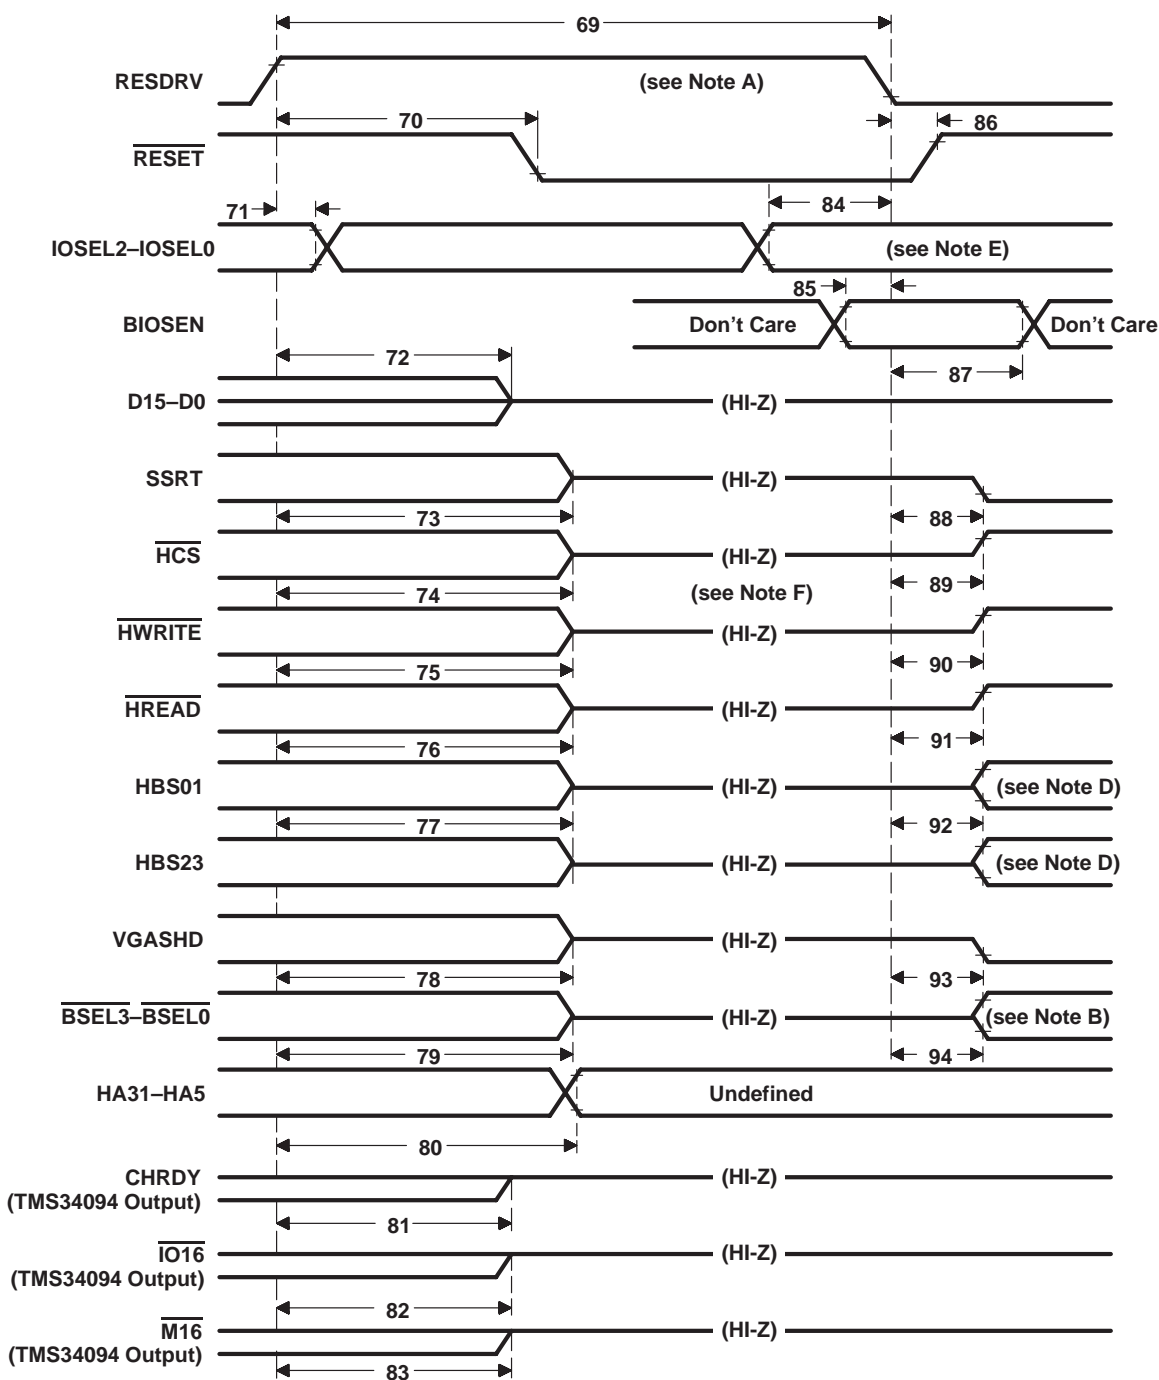 69
RESDRV (see Note A)
70 86
RESET
71 84
IOSEL2–IOSEL0 (see Note E)
85
BIOSEN Don't Care Don't Care
72 87
D15–D0 (HI-Z)
SSRT (HI-Z)
73 88
HCS (HI-Z)
74 89
(see Note F)
HWRITE (HI-Z)
75 90
HREAD (HI-Z)
76 91
HBS01 (HI-Z) (see Note D)
77 92
HBS23 (HI-Z) (see Note D)
VGASHD (HI-Z)
78 93
BSEL3–BSEL0 (HI-Z) (see Note B)
79 94
HA31–HA5 Undefined
80
CHRDY (HI-Z)
(TMS34094 Output)
81
IO16 (HI-Z)
(TMS34094 Output)
82
M16 (HI-Z)
(TMS34094 Output)
83